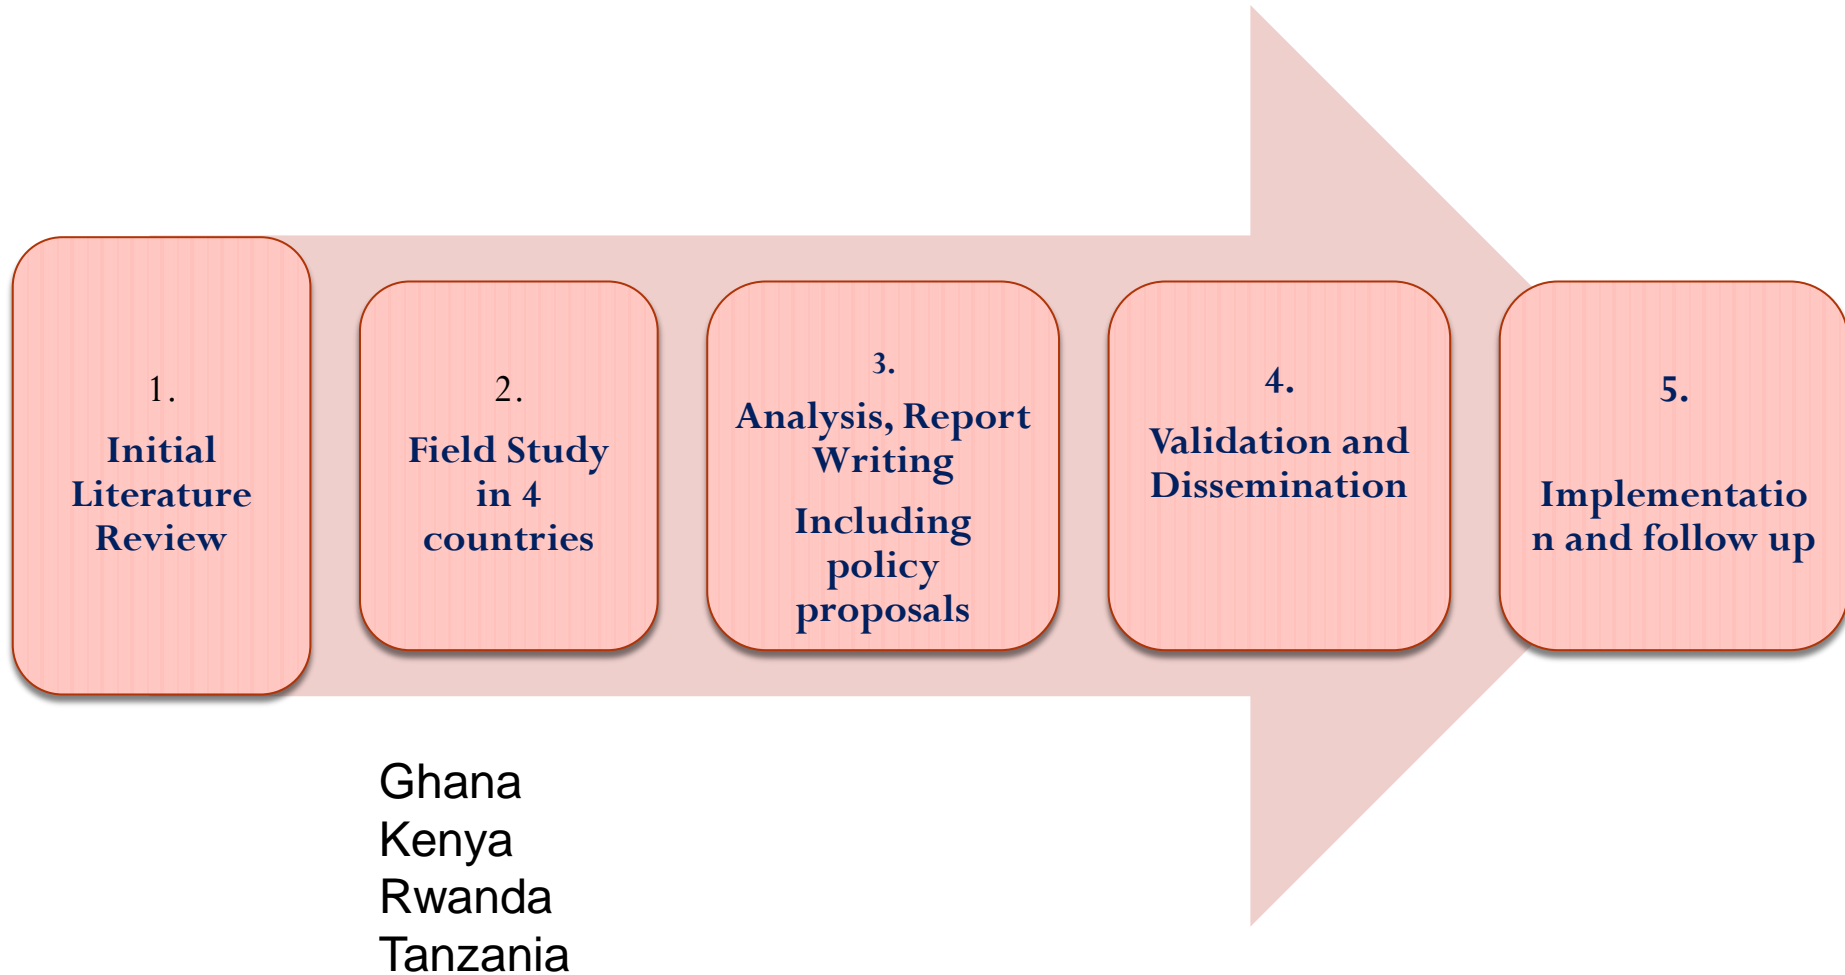 1.
Initial
Literature
Review
2.
Field Study
in 4
countries
3.
Analysis, Report
Writing
Including
policy
proposals
4.
Validation and
Dissemination
5.
Implementatio
n and follow up
Ghana
Kenya
Rwanda
Tanzania